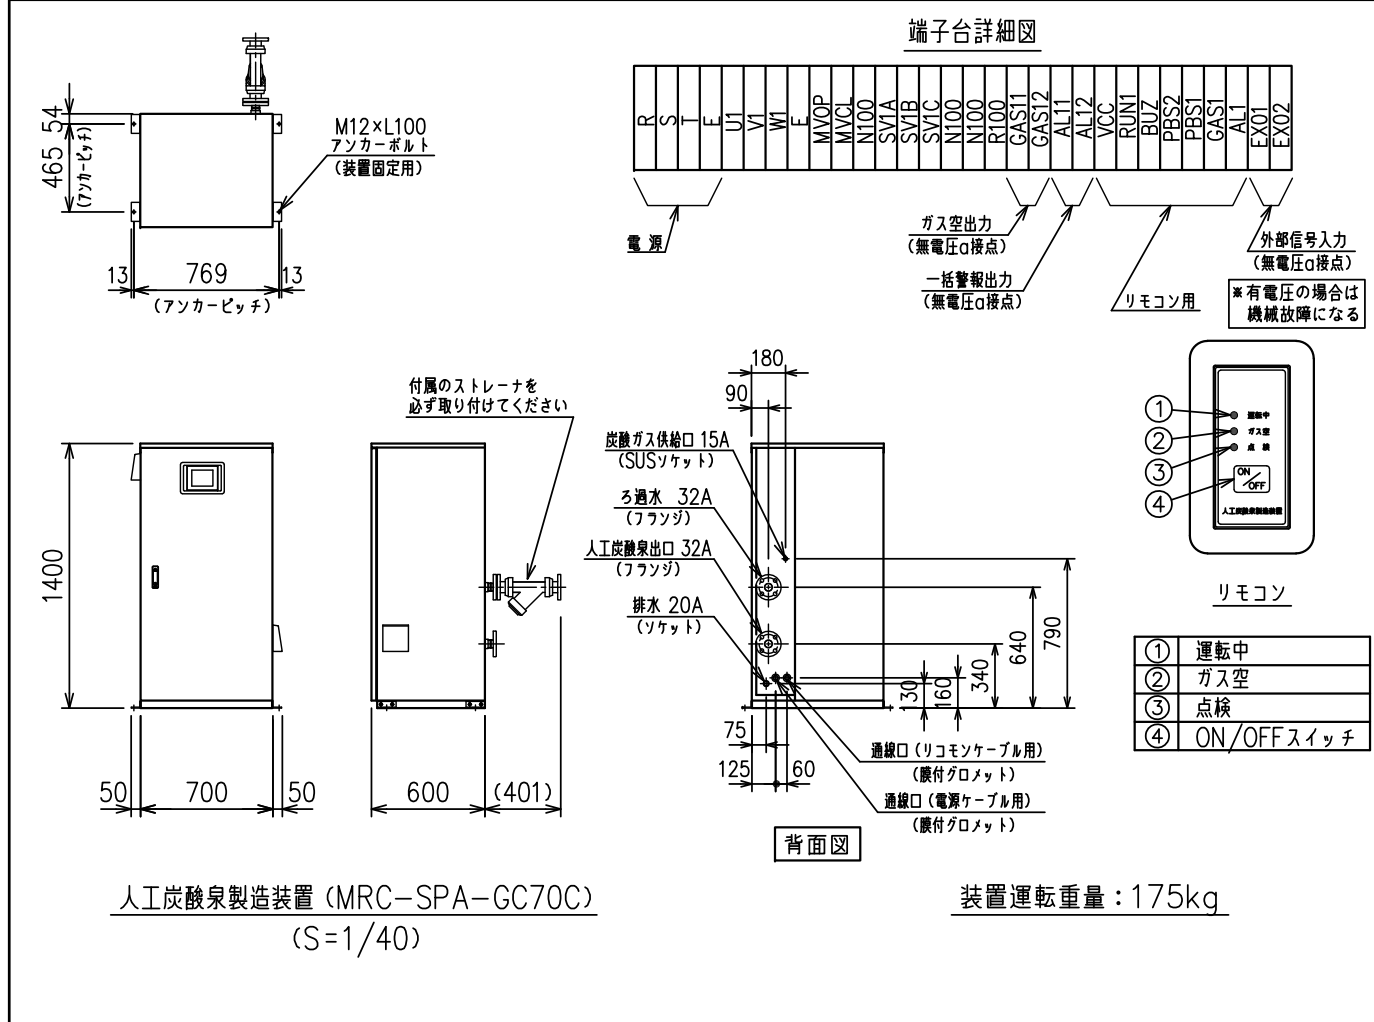 端子台詳細図
R
S
T
E
U1
V1
W1
E
MVOP
MVCL
N100
SV1A
SV1B
SV1C
N100
N100
R100
GAS11
GAS12
AL11
AL12
VCC
RUN1
BUZ
PBS2
PBS1
GAS1
AL1
EX01
EX02
電源
ガス空出力
(無電圧a接点)
一括警報出力
(無電圧a接点)
リモコン用
外部信号入力
(無電圧a接点)
※有電圧の場合は
機械故障になる
54
465
(アンカーピッチ)
M12×L100
アンカーボルト
(装置固定用)
13
769
13
(アンカーピッチ)
付属のストレーナを
必ず取り付けてください
1400
50
700
50
600
(401)
180
90
炭酸ガス供給口 15A
(SUSソケット)
ろ過水 32A
(フランジ)
人工炭酸泉出口 32A
(フランジ)
排水 20A
(ソケット)
130
160
340
640
790
75
125
60
通線口(リコモンケーブル用)
(膜付グロメット)
通線口(電源ケーブル用)
(膜付グロメット)
背面図
① 運転中
② ガス空
③ 点検
④ ON/OFF
人工炭酸泉製造装置
リモコン
① 運転中
② ガス空
③ 点検
④ ON/OFFスイッチ
人工炭酸泉製造装置(MRC-SPA-GC70C)
(S=1/40)
装置運転重量:175kg